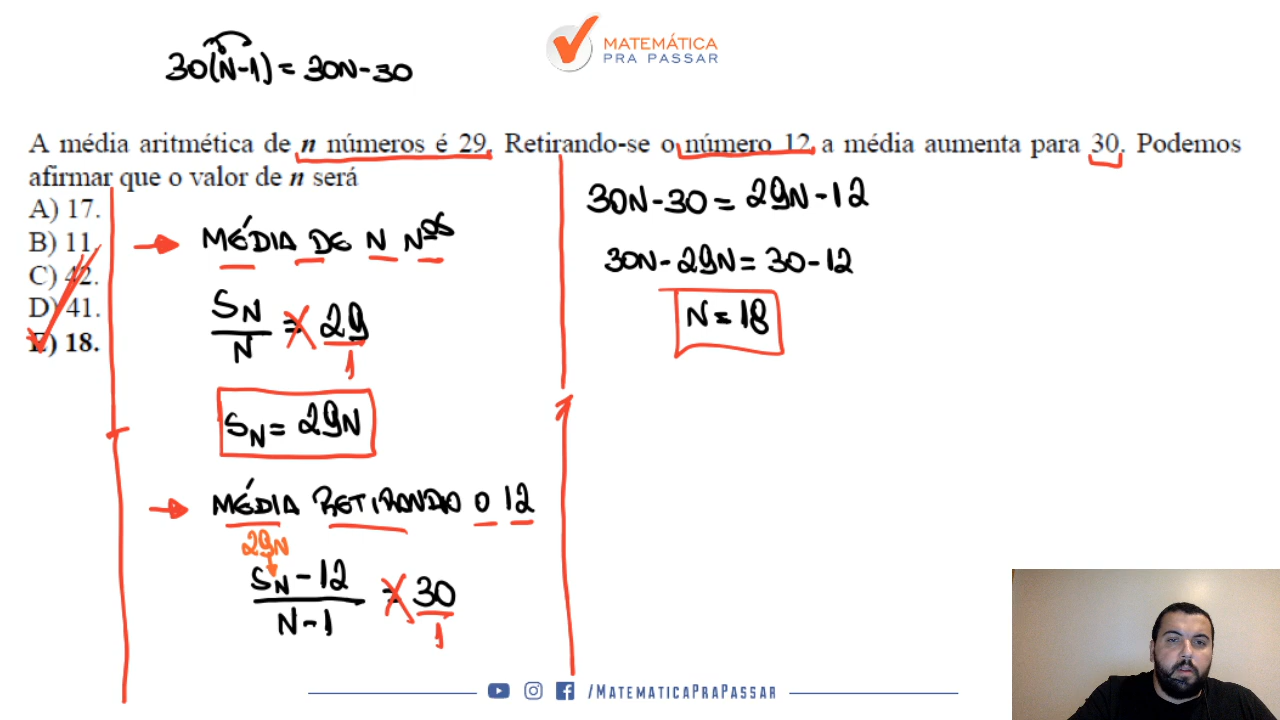 30(N-1) = 30N - 30
MATEMÁTICA
PRA PASSAR
A média aritmética de n números é 29. Retirando-se o número 12, a média aumenta para 30. Podemos
afirmar que o valor de n será
A) 17.
B) 11.
C) 42.
D) 41.
E) 18.
MÉDIA DE N Nos
SN/N = 29/1
SN = 29N
MÉDIA RETIRANDO O 12
29N
SN - 12/N - 1 = 30/1
30N - 30 = 29N - 12
30N - 29N = 30 - 12
N = 18
/MATEMATICAPRAPASSAR